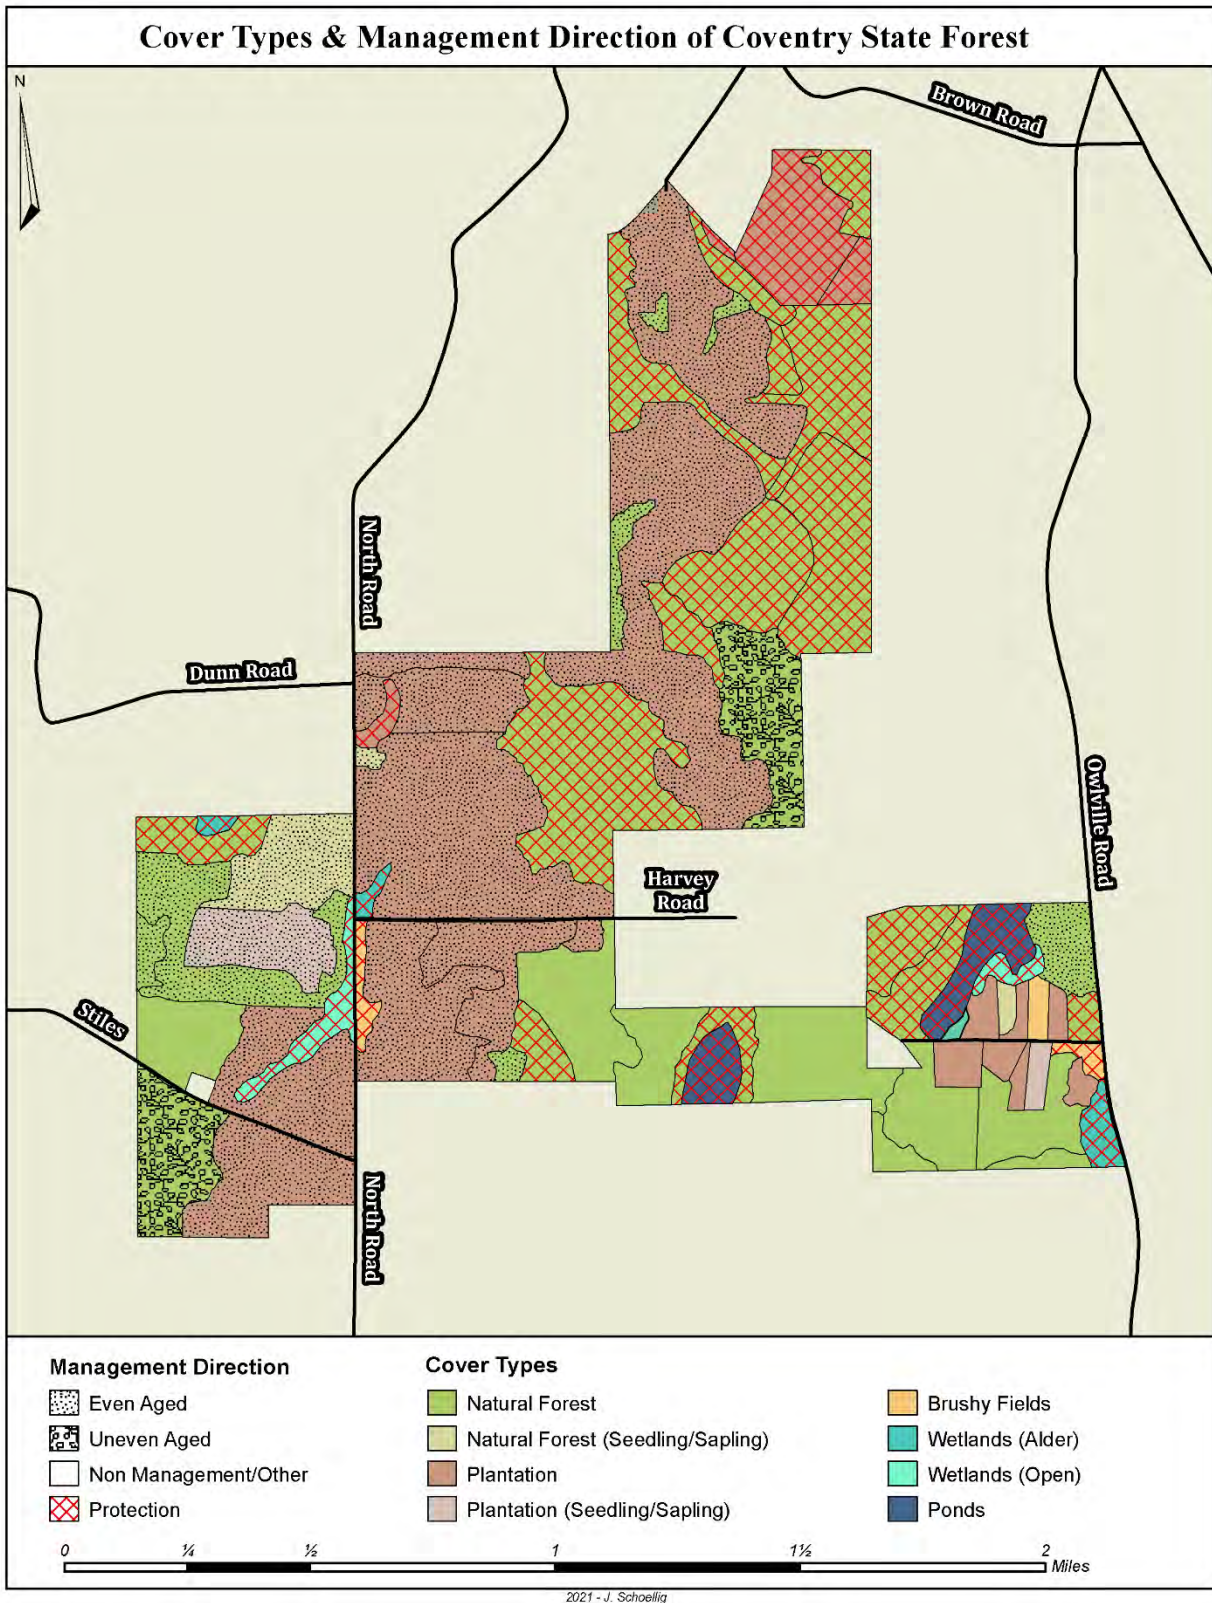 Cover Types & Management Direction of Coventry State Forest
N
Brown Road
North Road
Dunn Road
Owlville Road
Harvey
Road
Stiles
North Road
Management Direction
Even Aged
Uneven Aged
Non Management/Other
Protection
Cover Types
Natural Forest
Natural Forest (Seedling/Sapling)
Plantation
Plantation (Seedling/Sapling)
Brushy Fields
Wetlands (Alder)
Wetlands (Open)
Ponds
0 ¼ ½ 1 1½ 2
Miles
2021 - J. Schoellig